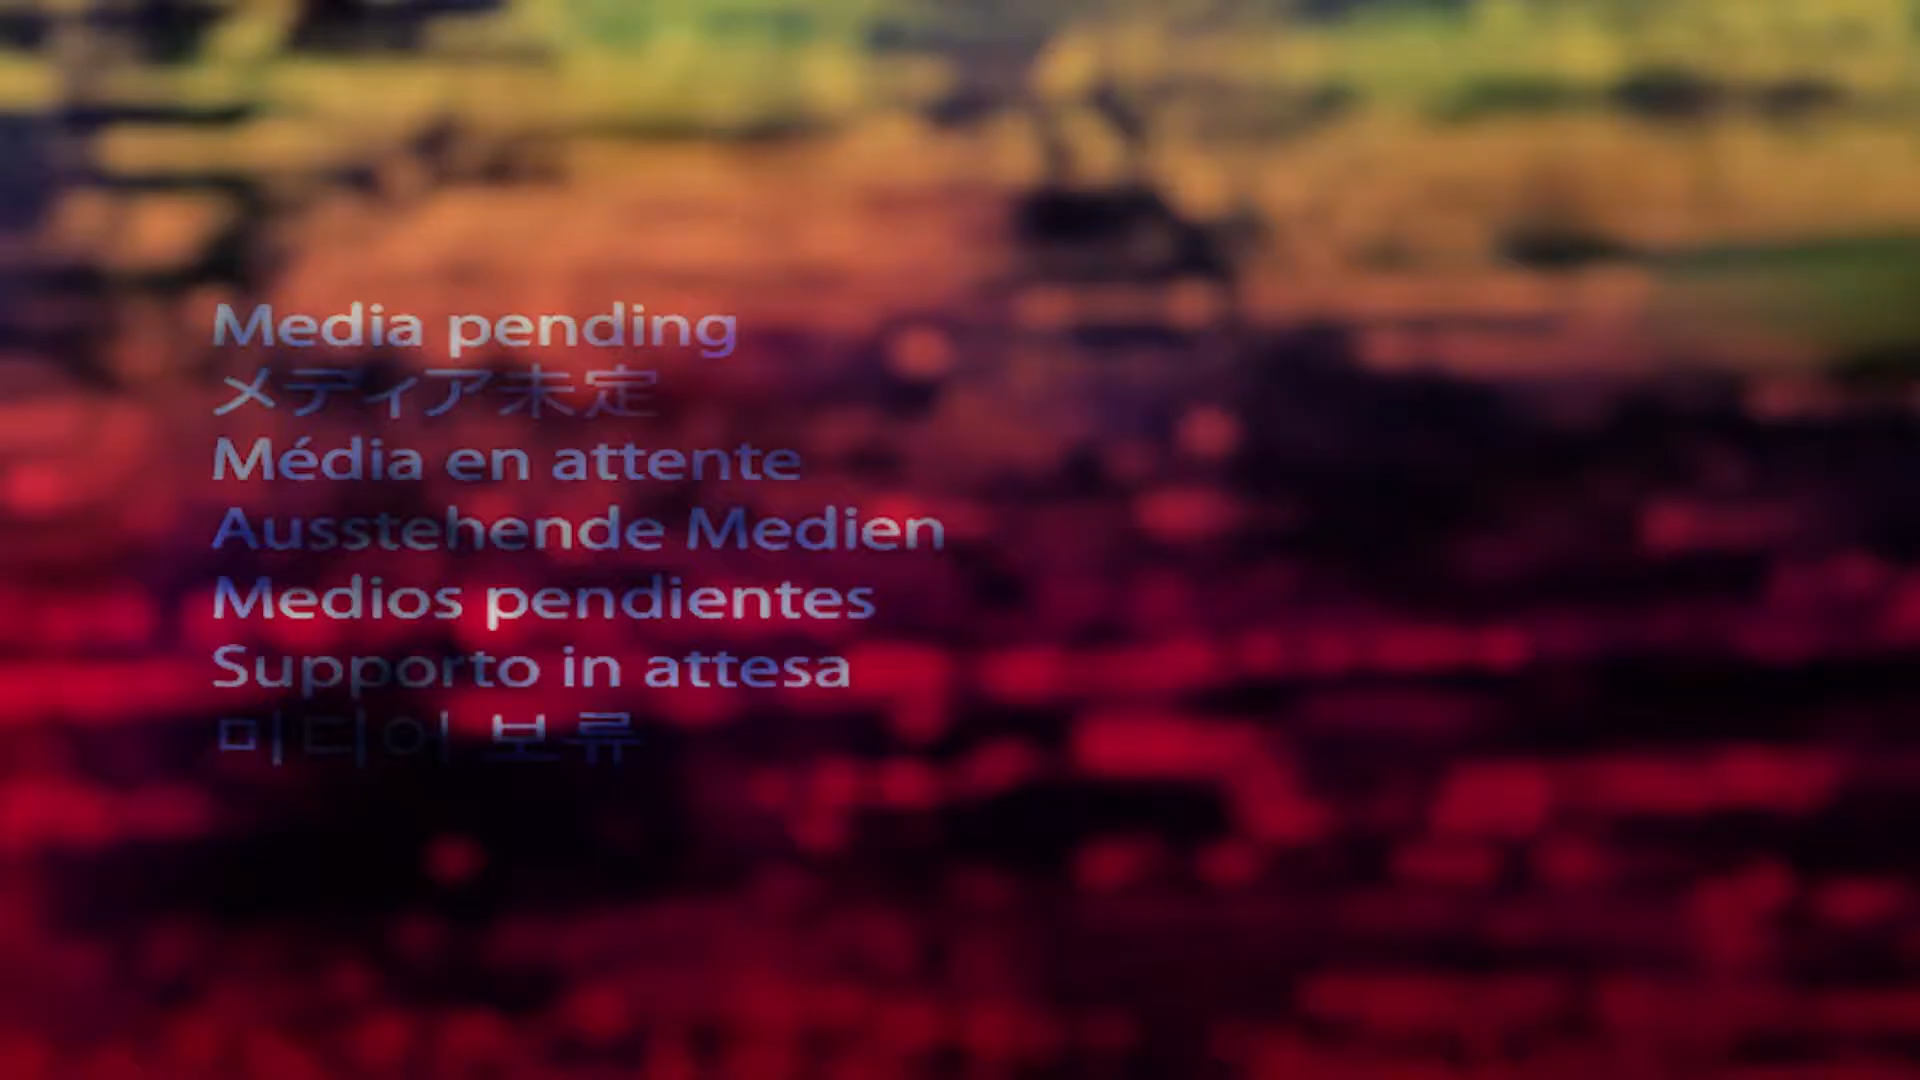 Media pending
メディア未定
Média en attente
Ausstehende Medien
Medios pendientes
Supporto in attesa
미디어 보류